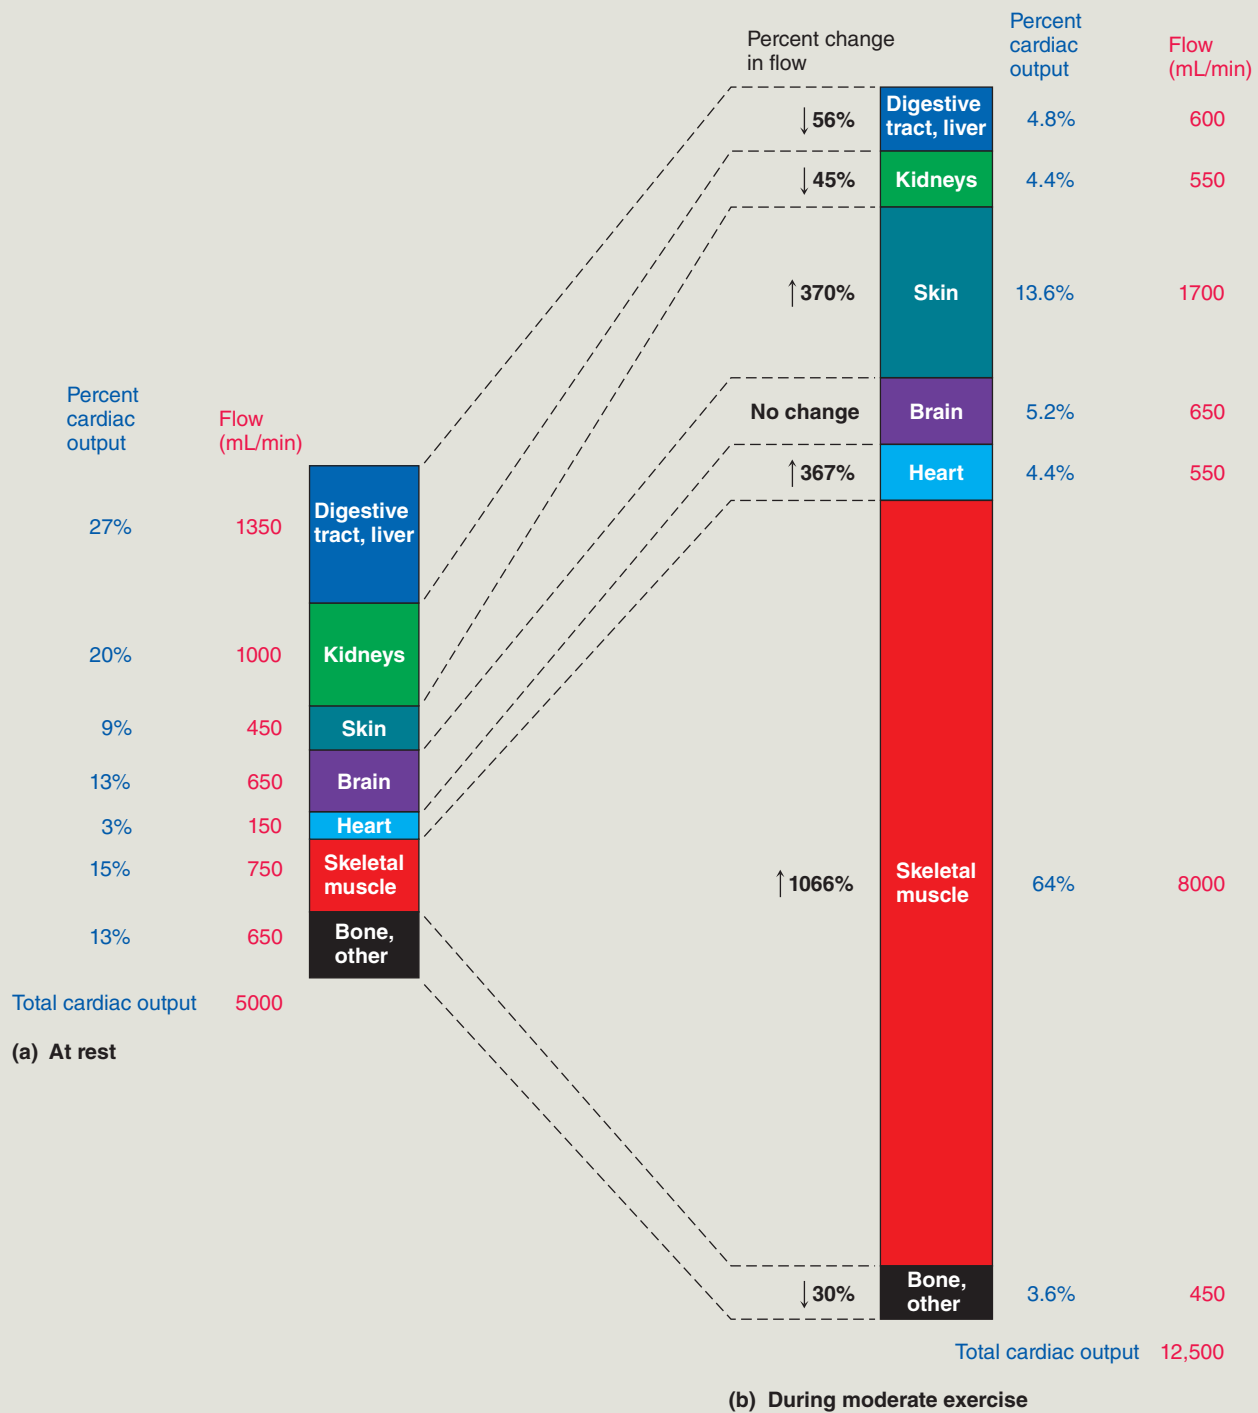 Percent
cardiac
output
Flow
(mL/min)
27%
1350
Digestive
tract, liver
20%
1000
Kidneys
9%
450
Skin
13%
650
Brain
3%
150
Heart
15%
750
Skeletal
muscle
13%
650
Bone,
other
Total cardiac output 5000
(a) At rest
Percent change
in flow
Percent
cardiac
output
Flow
(mL/min)
↓ 56%
Digestive
tract, liver
4.8%
600
↓ 45%
Kidneys
4.4%
550
↑ 370%
Skin
13.6%
1700
No change
Brain
5.2%
650
↑ 367%
Heart
4.4%
550
↑ 1066%
Skeletal
muscle
64%
8000
↓ 30%
Bone,
other
3.6%
450
Total cardiac output 12,500
(b) During moderate exercise